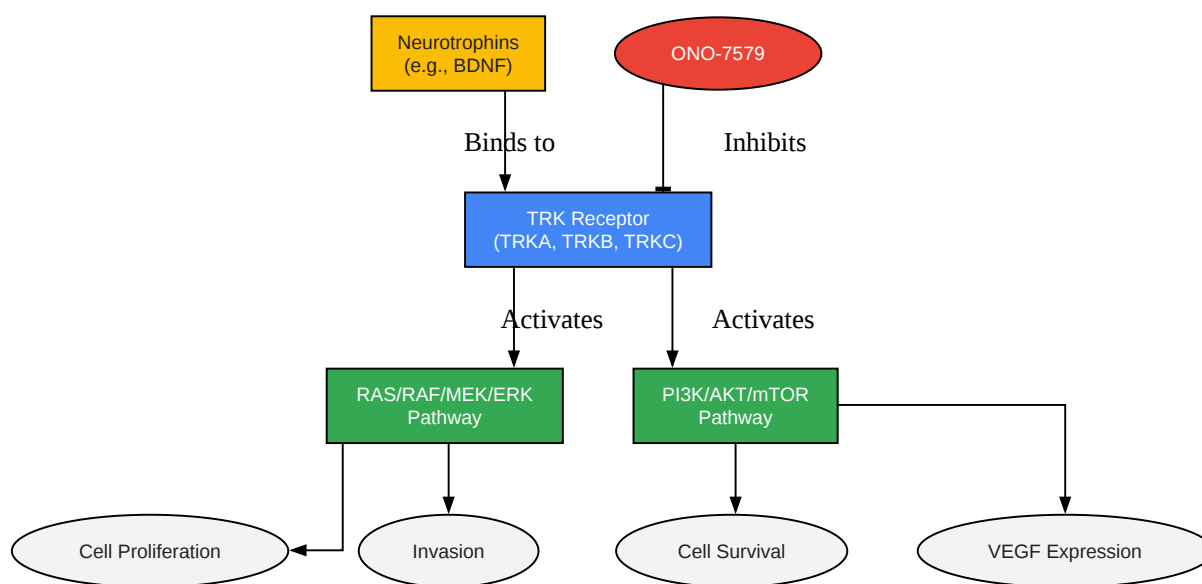 Neurotrophins
(e.g., BDNF)
ONO-7579
Binds to
Inhibits
TRK Receptor
(TRKA, TRKB, TRKC)
Activates
Activates
RAS/RAF/MEK/ERK
Pathway
PI3K/AKT/mTOR
Pathway
Cell Proliferation
Invasion
Cell Survival
VEGF Expression